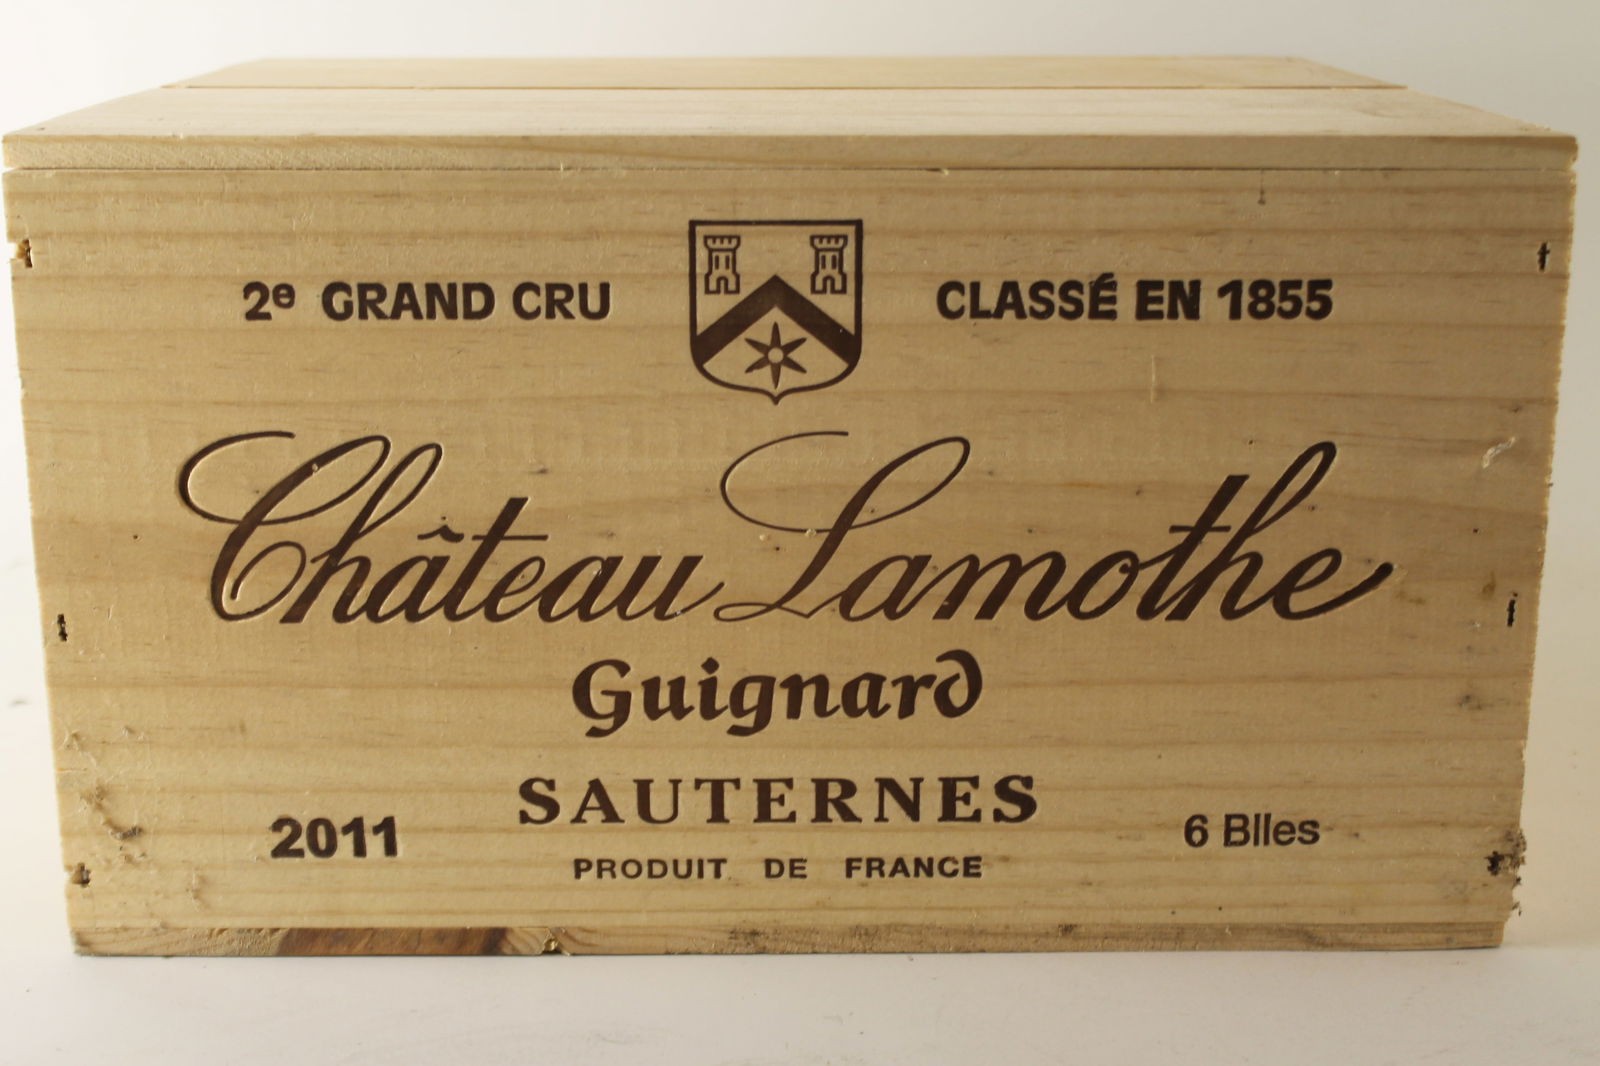 2e GRAND CRU CLASSÉ EN 1855
Château Lamothe
Guignard
SAUTERNES
2011 6 Blles
PRODUIT DE FRANCE